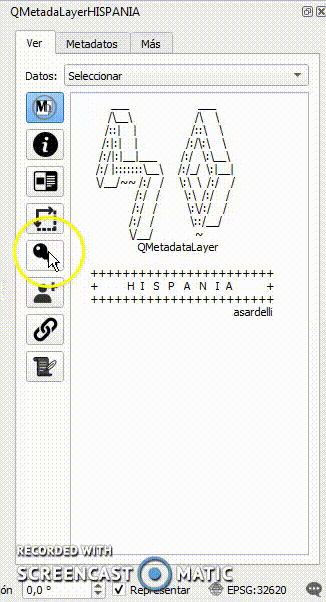 QMetadaLayerHISPANIA
Ver
Metadatos
Más
Datos:
Seleccionar
QMetadataLayer
++++++++++++++++++++++++
+ H I S P A N I A +
++++++++++++++++++++++++
asardelli
RECORDED WITH
SCREENCAST MATIC
ón
0,0 °
Representar
EPSG:32620